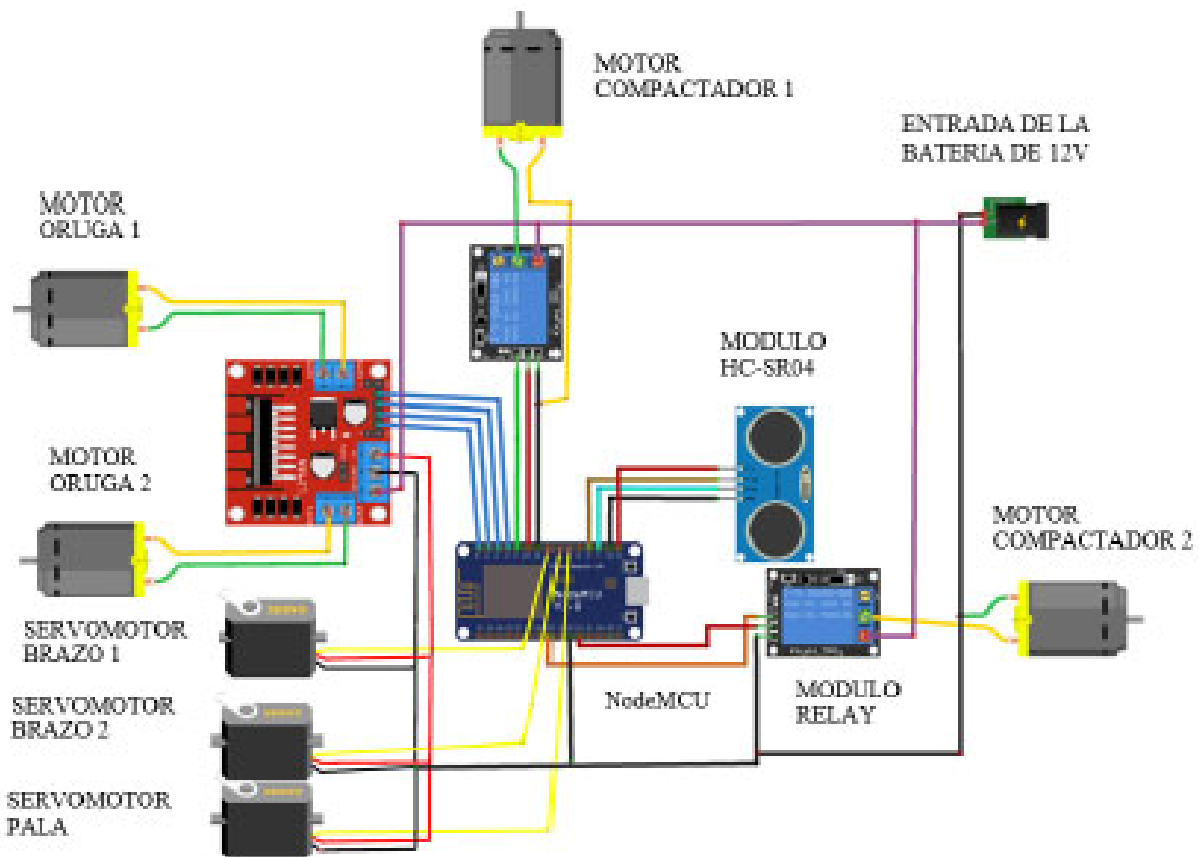 MOTOR
COMPACTADOR 1
ENTRADA DE LA
BATERIA DE 12V
MOTOR
ORUGA 1
MODULO
HC-SR04
MOTOR
ORUGA 2
MOTOR
COMPACTADOR 2
SERVOMOTOR
BRAZO 1
SERVOMOTOR
BRAZO 2
NodeMCU
MODULO
RELAY
SERVOMOTOR
PALA